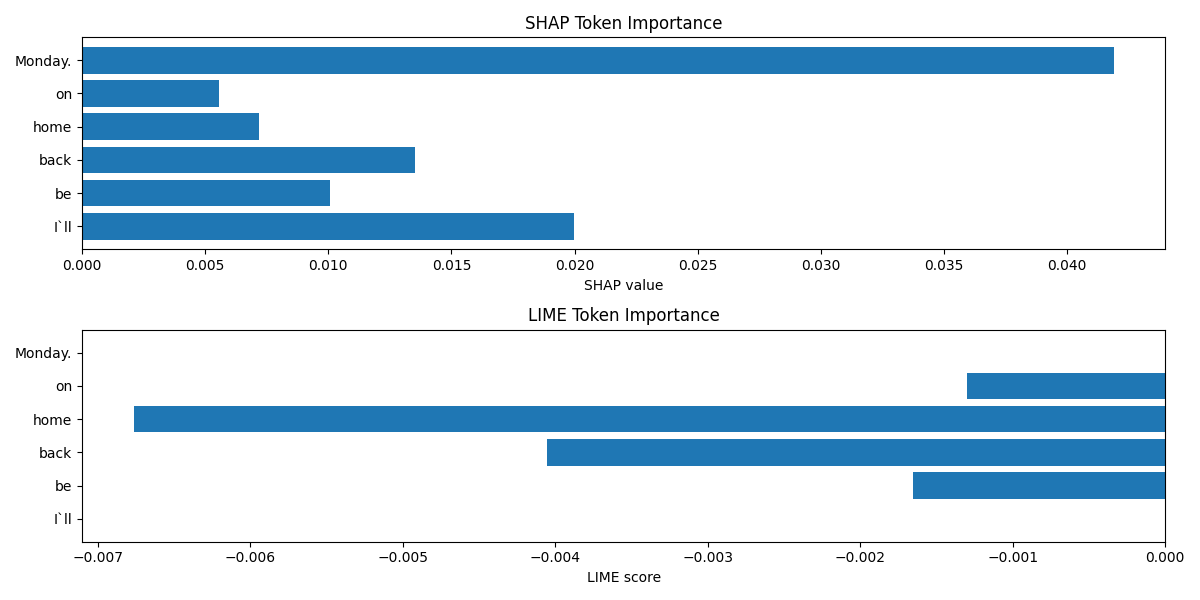 SHAP Token Importance
Monday.
on
home
back
be
I`ll
0.000 0.005 0.010 0.015 0.020 0.025 0.030 0.035 0.040
SHAP value
LIME Token Importance
Monday.
on
home
back
be
I`ll
−0.007 −0.006 −0.005 −0.004 −0.003 −0.002 −0.001 0.000
LIME score